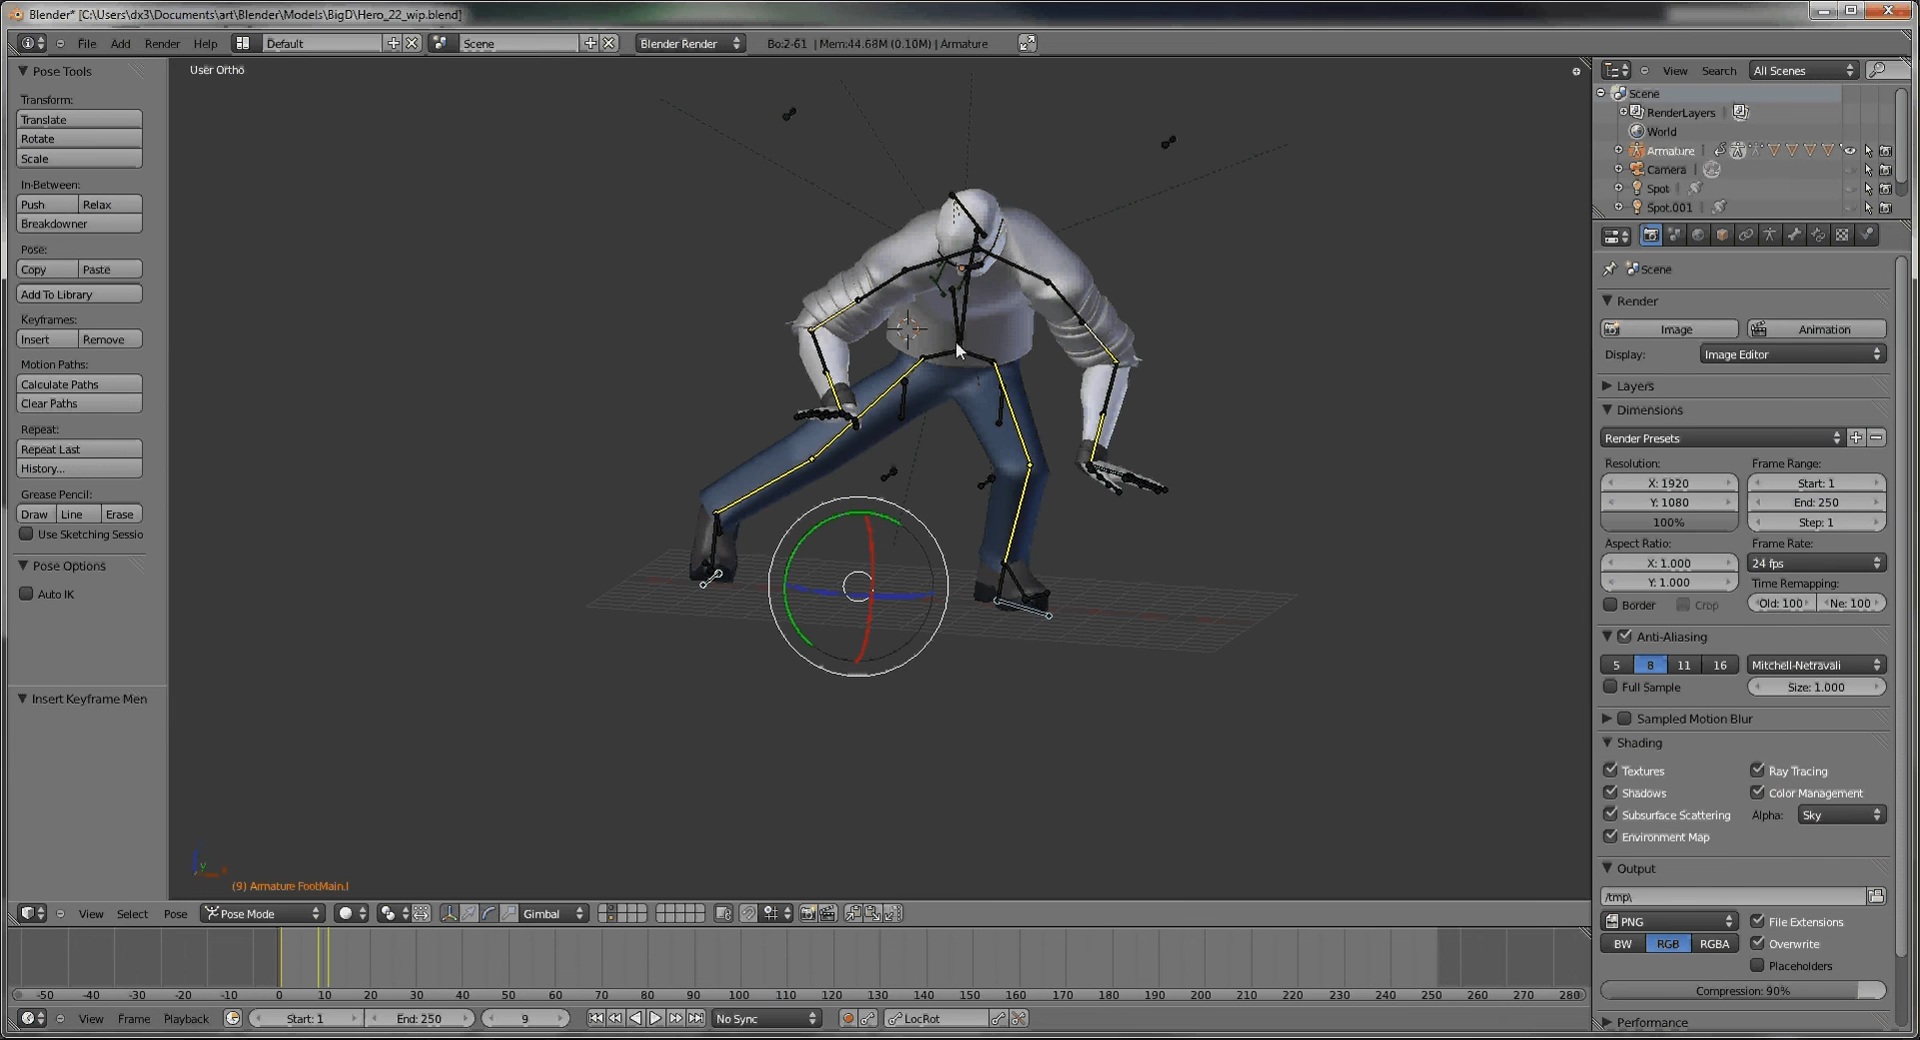 Blender* [C:\Users\dx3\Documents\art\Blender\Models\BigD\Hero_22_wip.blend]
File Add Render Help Default Scene Blender Render Bo:2-61 | Mem:44.68M (0.10M) | Armature
Pose Tools
Transform:
Translate
Rotate
Scale
In-Between:
Push Relax
Breakdowner
Pose:
Copy Paste
Add To Library
Keyframes:
Insert Remove
Motion Paths:
Calculate Paths
Clear Paths
Repeat:
Repeat Last
History...
Grease Pencil:
Draw Line Erase
Use Sketching Sessio
Pose Options
Auto IK
Insert Keyframe Men
User Ortho
(9) Armature FootMain.l
View Select Pose Pose Mode Gimbal
-50 -40 -30 -20 -10 0 10 20 30 40 50 60 70 80 90 100 110 120 130 140 150 160 170 180 190 200 210 220 230 240 250 260 270 280
View Frame Playback Start: 1 End: 250 9 No Sync LocRot
View Search All Scenes
Scene
RenderLayers
World
Armature
Camera
Spot
Spot.001
Scene
Render
Image Animation
Display: Image Editor
Layers
Dimensions
Render Presets
Resolution: Frame Range:
X: 1920 Start: 1
Y: 1080 End: 250
100% Step: 1
Aspect Ratio: Frame Rate:
X: 1.000 24 fps
Y: 1.000 Time Remapping:
Border Crop Old: 100 Ne: 100
Anti-Aliasing
5 8 11 16 Mitchell-Netravali
Full Sample Size: 1.000
Sampled Motion Blur
Shading
Textures Ray Tracing
Shadows Color Management
Subsurface Scattering Alpha: Sky
Environment Map
Output
/tmp\
PNG File Extensions
BW RGB RGBA Overwrite
Placeholders
Compression: 90%
Performance